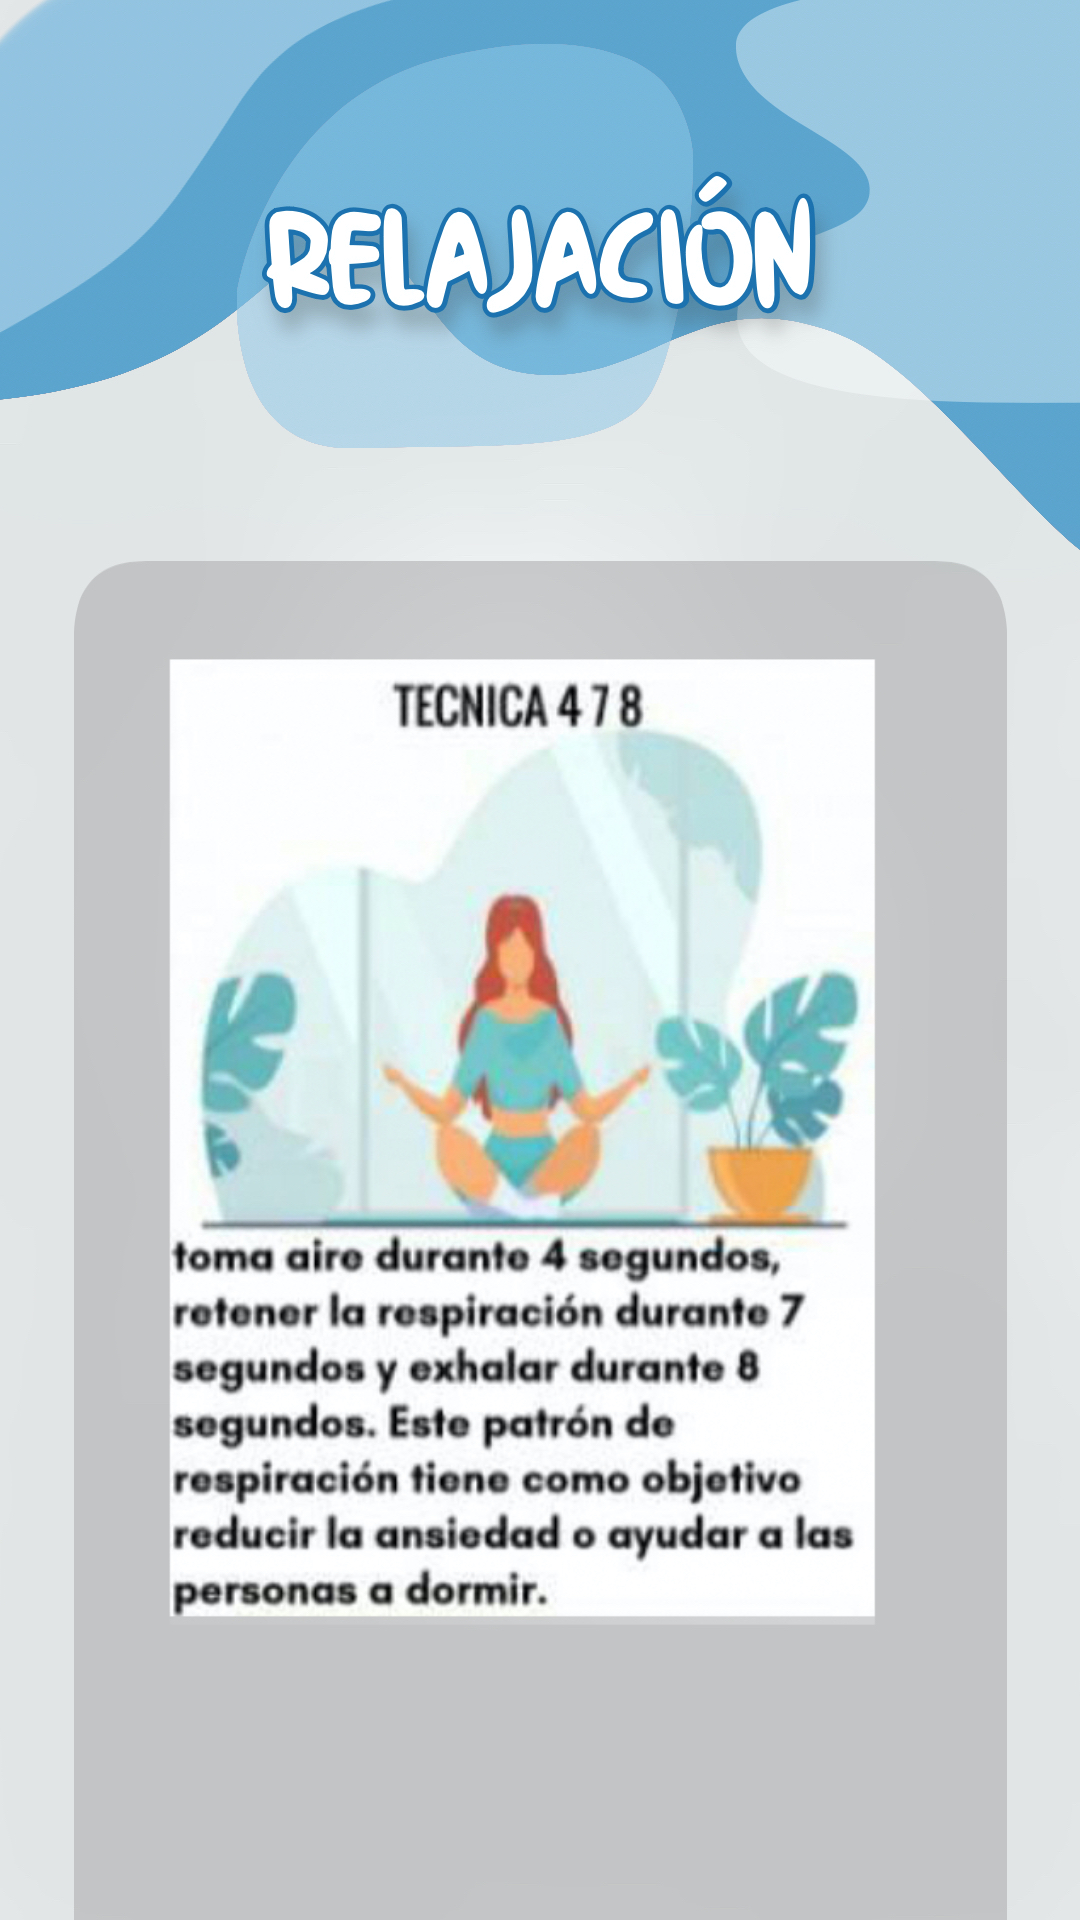 RELAJACIÓN
TECNICA 4 7 8
toma aire durante 4 segundos,
retener la respiración durante 7
segundos y exhalar durante 8
segundos. Este patrón de
respiración tiene como objetivo
reducir la ansiedad o ayudar a las
personas a dormir.